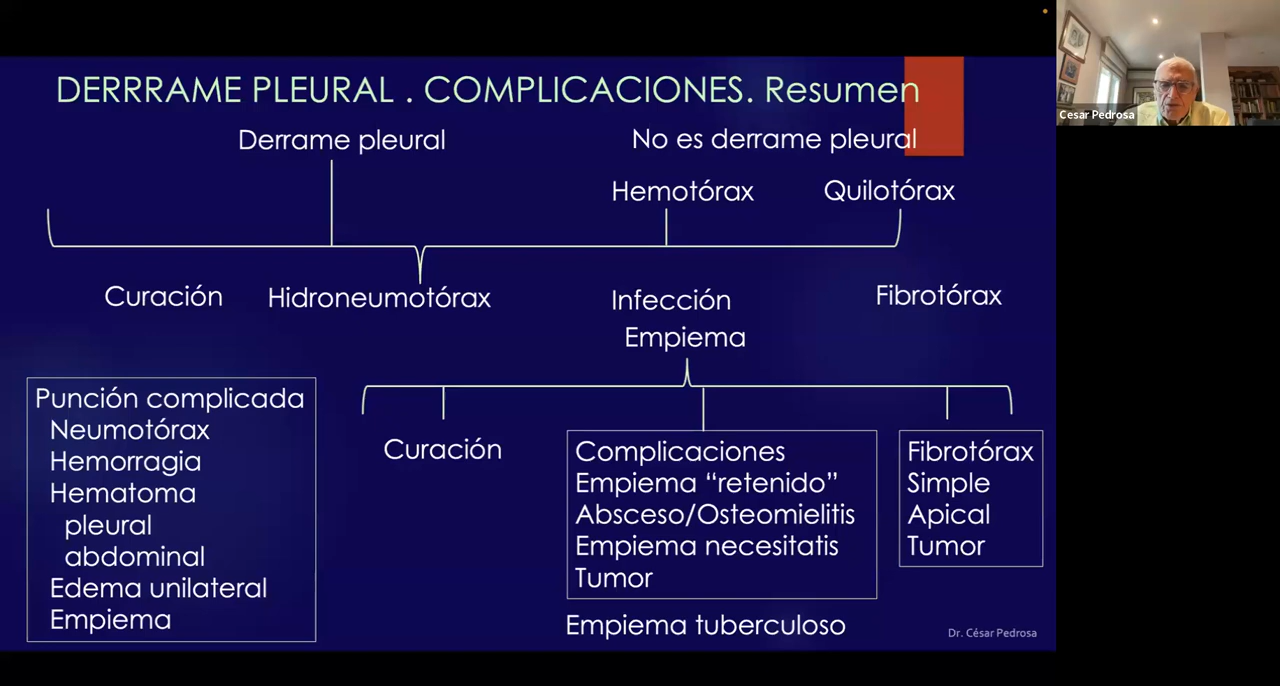 DERRRAME PLEURAL . COMPLICACIONES. Resumen
Derrame pleural
No es derrame pleural
Hemotórax
Quilotórax
Curación
Hidroneumotórax
Infección
Empiema
Fibrotórax
Punción complicada
Neumotórax
Hemorragia
Hematoma
pleural
abdominal
Edema unilateral
Empiema
Curación
Complicaciones
Empiema “retenido”
Absceso/Osteomielitis
Empiema necesitatis
Tumor
Empiema tuberculoso
Fibrotórax
Simple
Apical
Tumor
Dr. César Pedrosa
Cesar Pedrosa